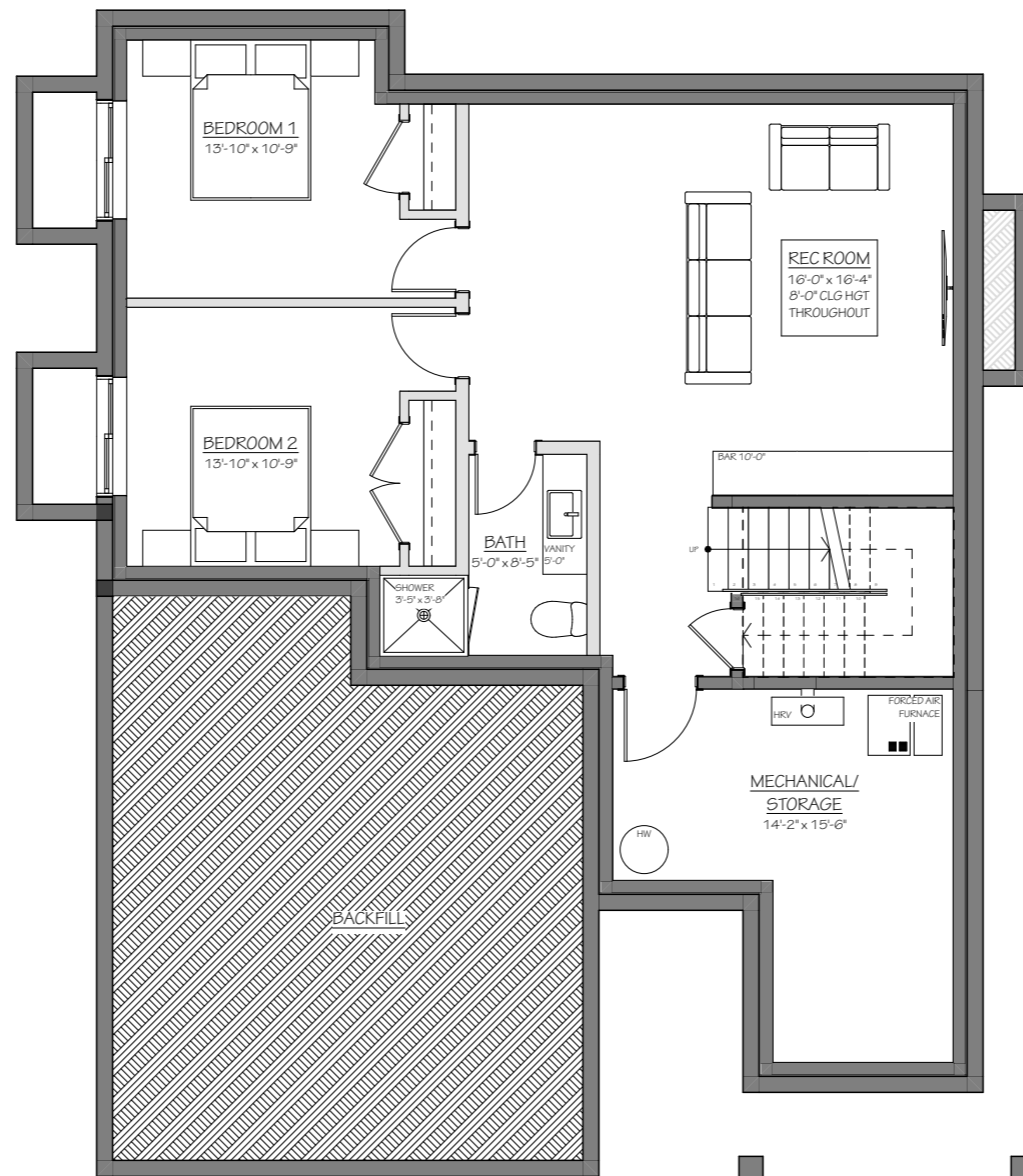 BEDROOM 1
13'-10" x 10'-9"
REC ROOM
16'-0" x 16'-4"
8'-0" CLG HGT
THROUGHOUT
BEDROOM 2
13'-10" x 10'-9"
BAR 10'-0"
BATH
5'-0" x 8'-5"
VANITY
5'-0"
UP
SHOWER
3'-5" x 3'-8"
HRV
FORCED AIR
FURNACE
MECHANICAL/
STORAGE
14'-2" x 15'-6"
HW
BACKFILL